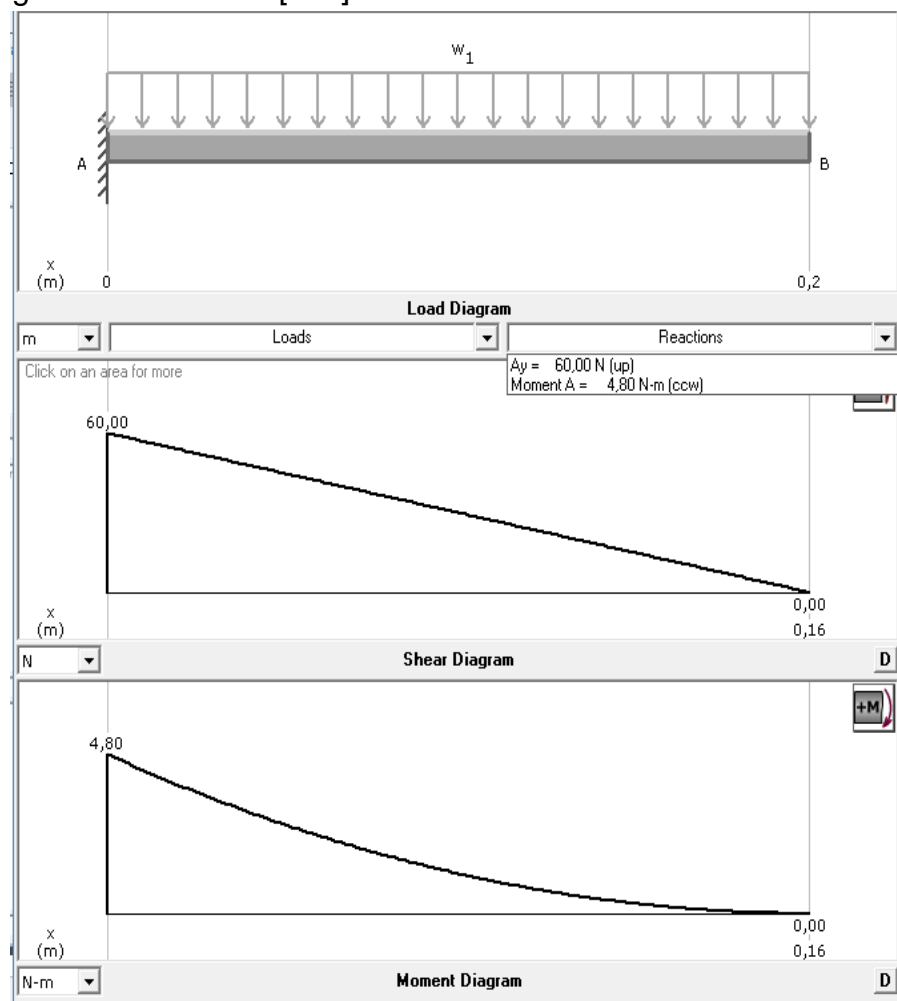 w1
A
B
x
(m)
0
0,2
Load Diagram
m
Loads
Reactions
Click on an area for more
Ay = 60,00 N (up)
Moment A = 4,80 N-m (ccw)
60,00
0,00
x
(m)
0,16
N
Shear Diagram
D
+M
4,80
0,00
x
(m)
0,16
N-m
Moment Diagram
D